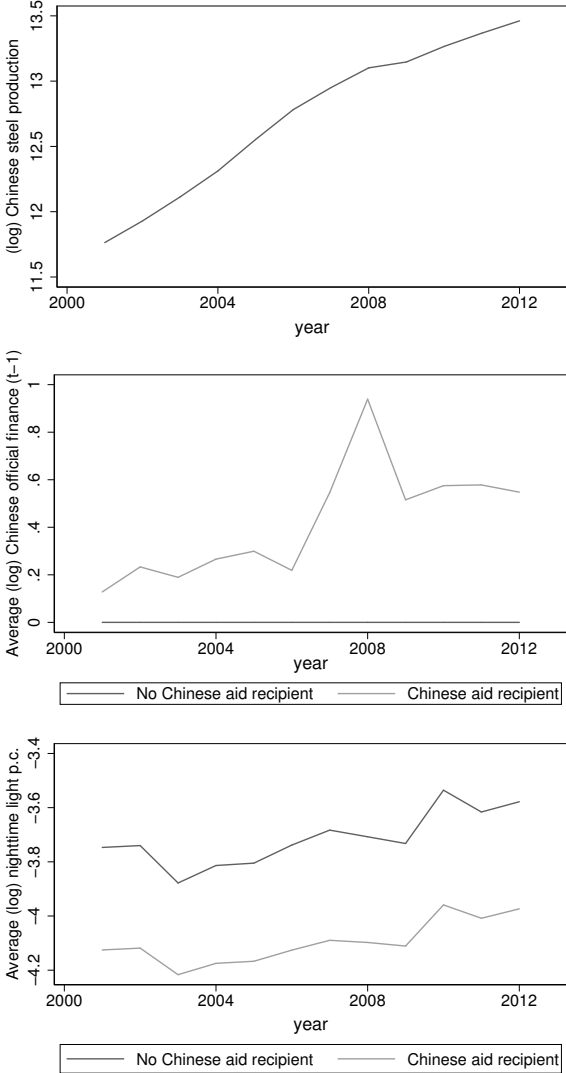 (log) Chinese steel production
13.5
13
12.5
12
11.5
2000 2004 2008 2012
year
Average (log) Chinese official finance (t−1)
1
.8
.6
.4
.2
0
2000 2004 2008 2012
year
No Chinese aid recipient Chinese aid recipient
Average (log) nighttime light p.c.
−3.4
−3.6
−3.8
−4
−4.2
2000 2004 2008 2012
year
No Chinese aid recipient Chinese aid recipient